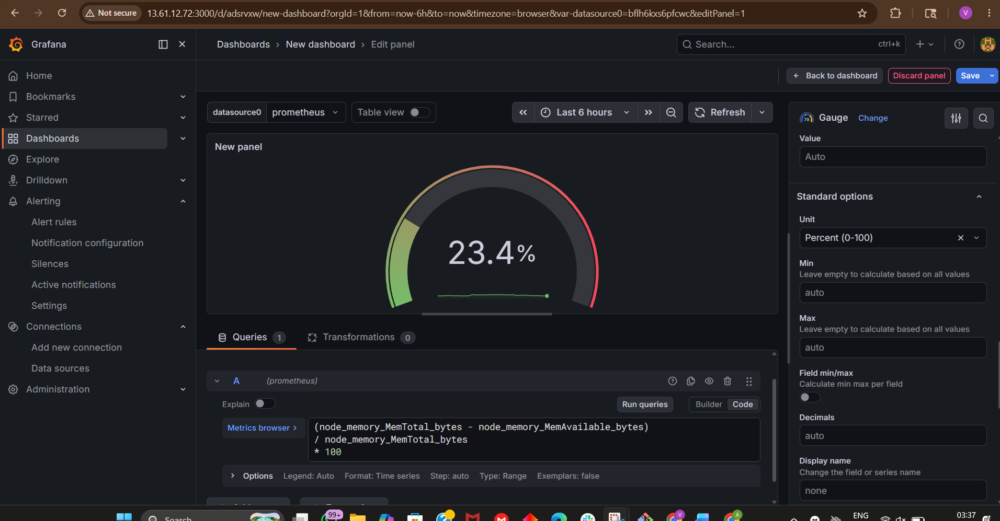 Not secure
13.61.12.72:3000/d/adsrvxw/new-dashboard?orgId=1&from=now-6h&to=now&timezone=browser&var-datasource0=bflh6kxs6pfcwc&editPanel=1
V
Grafana
Dashboards › New dashboard › Edit panel
Search...
ctrl+k
Home
Bookmarks
Starred
Dashboards
Explore
Drilldown
Alerting
Alert rules
Notification configuration
Silences
Active notifications
Settings
Connections
Add new connection
Data sources
Administration
Back to dashboard
Discard panel
Save
datasource0
prometheus
Table view
Last 6 hours
Refresh
New panel
23.4%
Queries 1
Transformations 0
A
(prometheus)
Explain
Run queries
Builder
Code
Metrics browser >
(node_memory_MemTotal_bytes - node_memory_MemAvailable_bytes)
/ node_memory_MemTotal_bytes
* 100
Options
Legend: Auto
Format: Time series
Step: auto
Type: Range
Exemplars: false
79
Gauge
Change
Value
Auto
Standard options
Unit
Percent (0-100)
Min
Leave empty to calculate based on all values
auto
Max
Leave empty to calculate based on all values
auto
Field min/max
Calculate min max per field
Decimals
auto
Display name
Change the field or series name
none
Search
99+
V
A
ENG
03:37